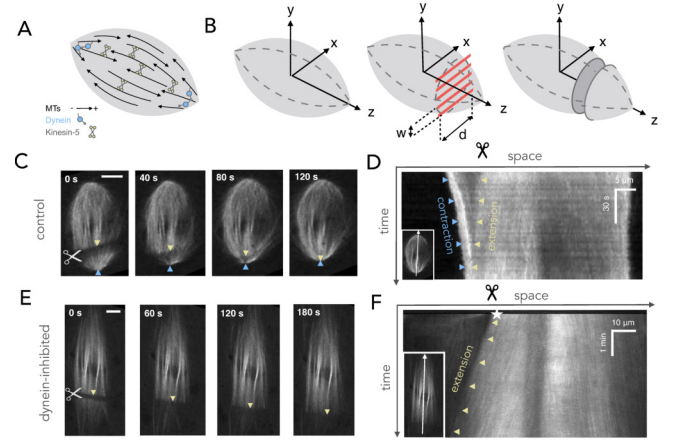 A
MTs - +
Dynein
Kinesin-5
B
y
x
z
w
d
y
x
z
y
x
z
C
control
0 s
40 s
80 s
120 s
D
space
time
contraction
extension
5 µm
30 s
E
dynein-inhibited
0 s
60 s
120 s
180 s
F
space
time
extension
10 µm
1 min